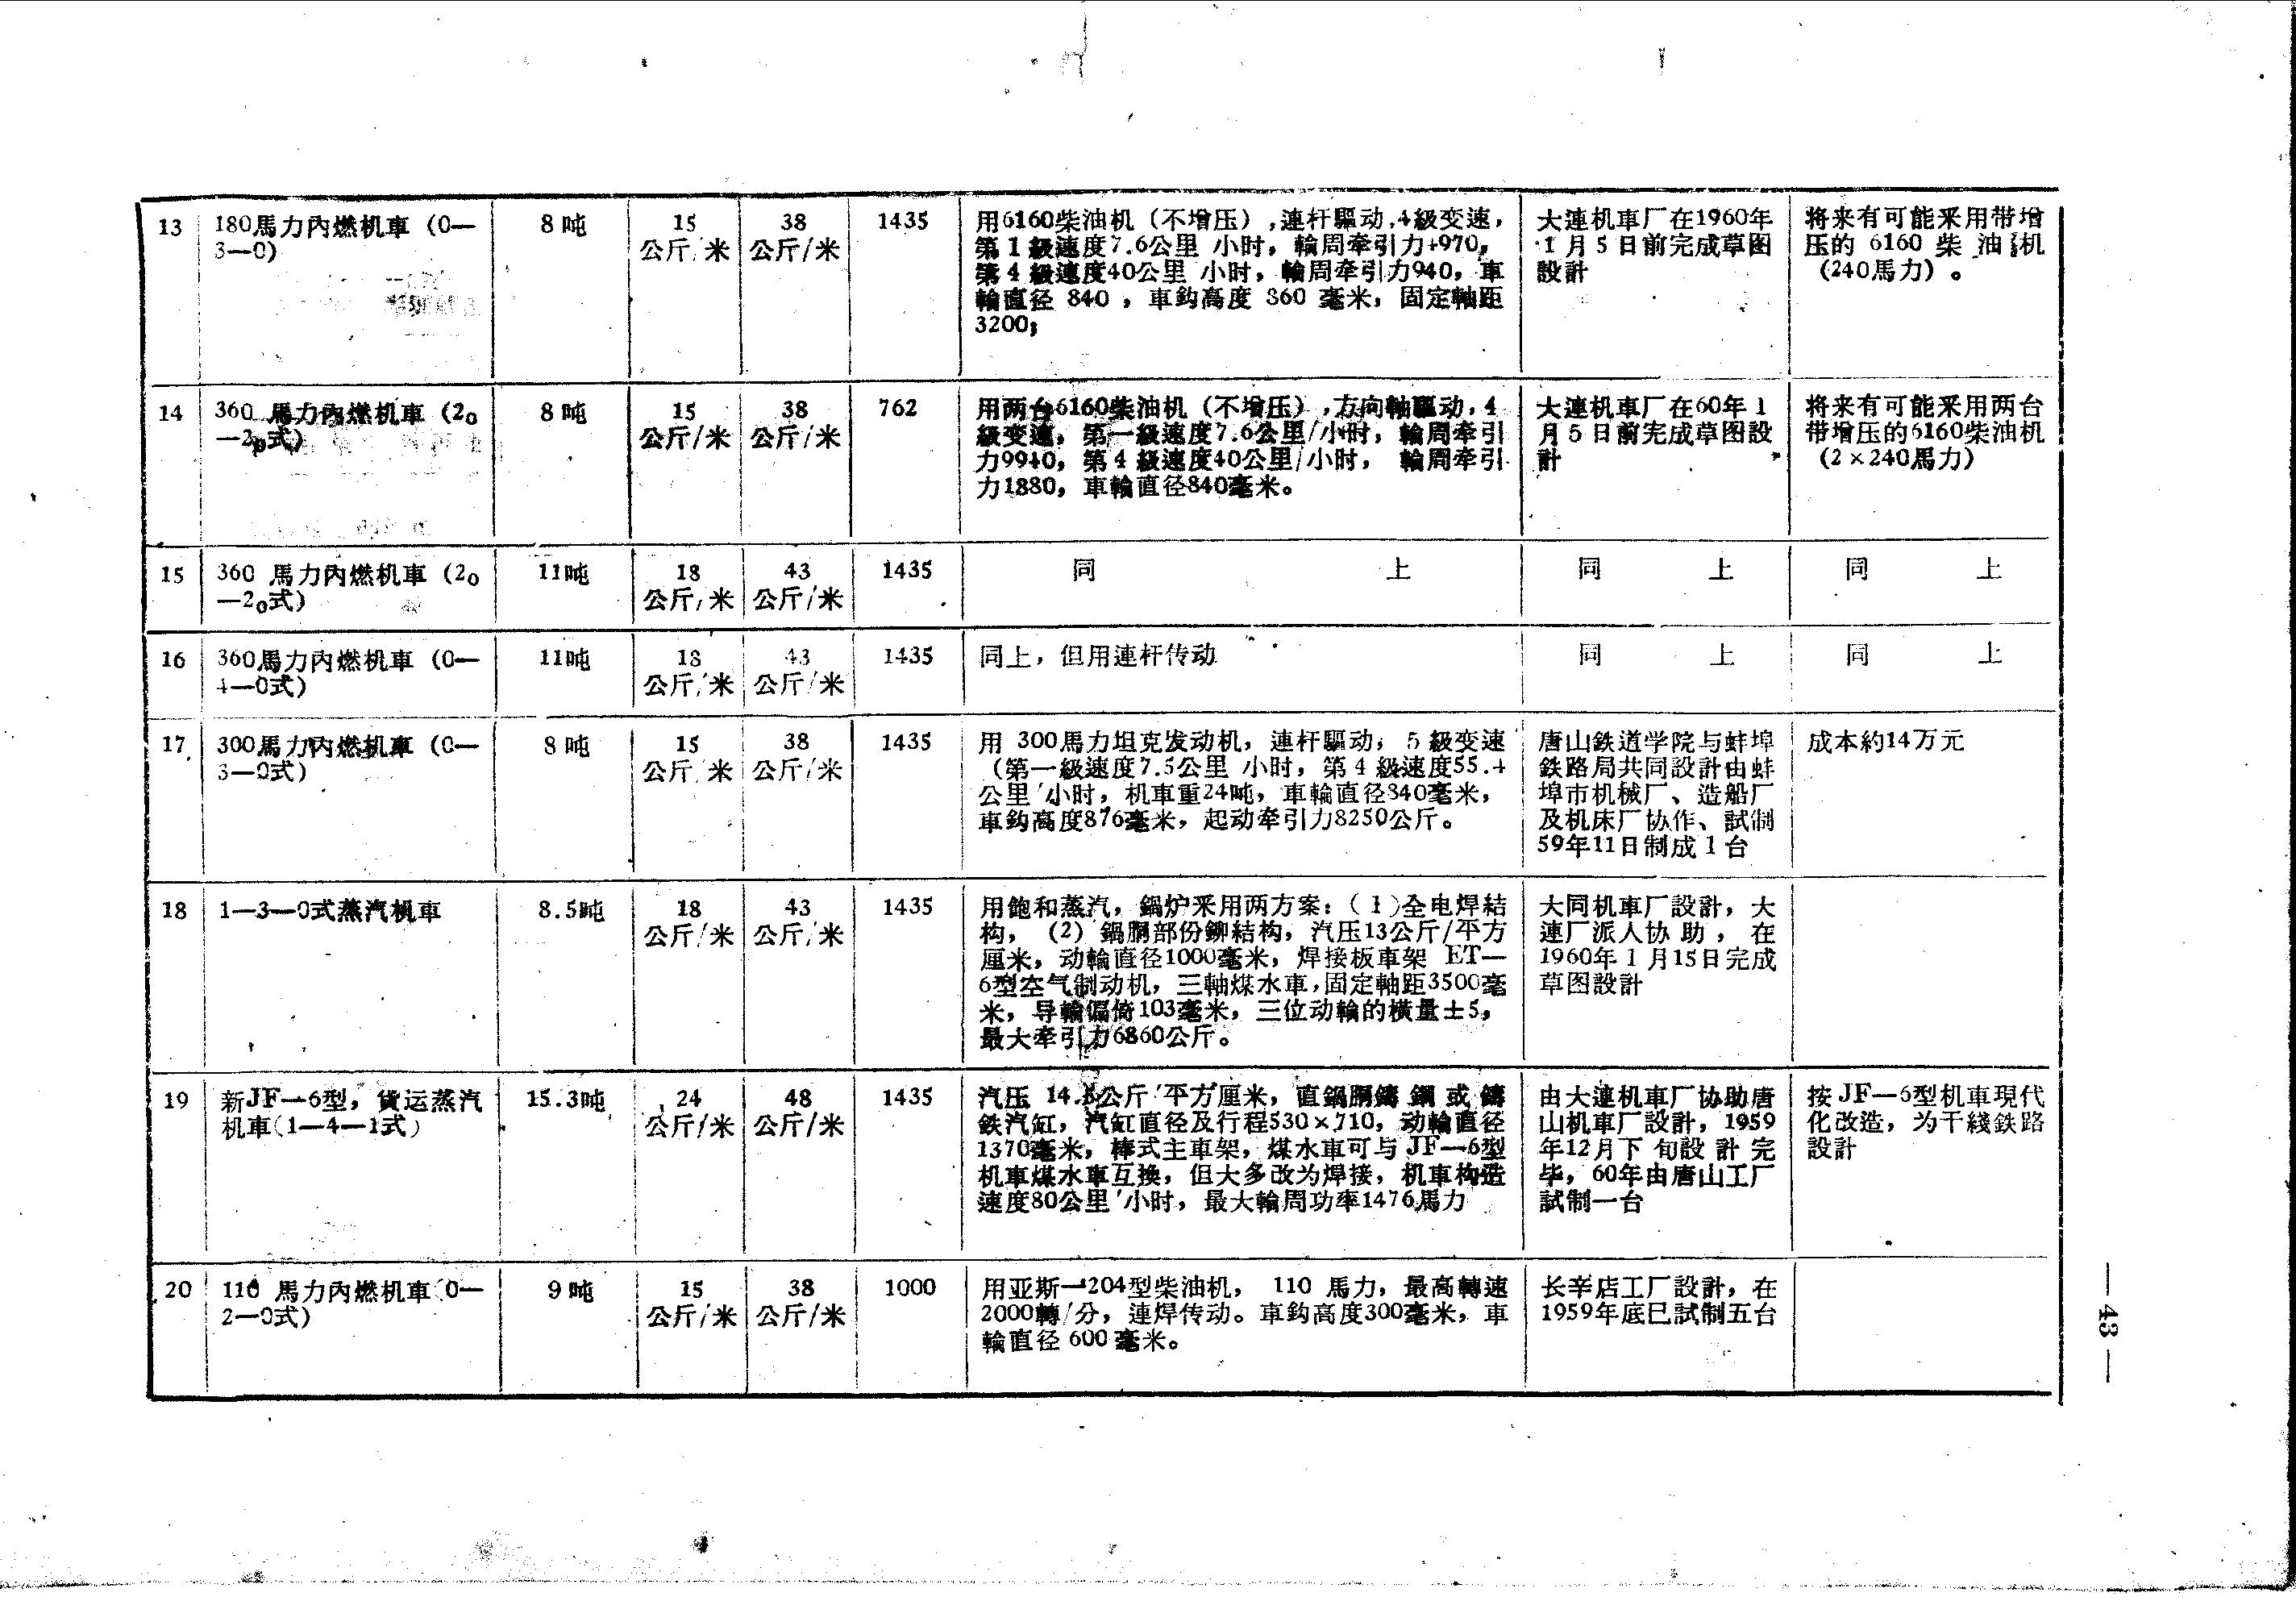 13
180馬力內燃机車（0—
3—0）
8吨
15
公斤/米
38
公斤/米
1435
用6160柴油机（不增压）,連杆驅动,4級变速，
第1級速度7.6公里 小时，輪周牽引力4970，
第4級速度40公里 小时，輪周牽引力940，車
輪直径 840 ，車鈎高度 360 毫米，固定軸距
3200；
大連机車厂在1960年
1月5日前完成草图
設計
将来有可能釆用带增
压的 6160 柴 油 机
（240馬力）。
14
360 馬力內燃机車（2o
—2o式）
8吨
15
公斤/米
38
公斤/米
762
用两台6160柴油机（不增压）,方向軸驅动，4
級变速，第一級速度7.6公里/小时，輪周牽引
力9940，第4級速度40公里/小时， 輪周牽引
力1880，車輪直径840毫米。
大連机車厂在60年1
月5日前完成草图設
計
将来有可能釆用两台
带增压的6160柴油机
（2×240馬力）
15
360 馬力內燃机車（2o
—2o式）
11吨
18
公斤/米
43
公斤/米
1435
同 上
同 上
同 上
16
360馬力內燃机車（0—
4—0式）
11吨
18
公斤/米
43
公斤/米
1435
同上，但用連杆传动
同 上
同 上
17
300馬力內燃机車（0—
3—0式）
8吨
15
公斤/米
38
公斤/米
1435
用 300馬力坦克发动机，連杆驅动；5級变速
（第一級速度7.5公里 小时，第4級速度55.4
公里/小时，机車重24吨，車輪直径840毫米，
車鈎高度876毫米，起动牽引力8250公斤。
唐山鉄道学院与蚌埠
鉄路局共同設計由蚌
埠市机械厂、造船厂
及机床厂协作、試制
59年11日制成1台
成本約14万元
18
1—3—0式蒸汽机車
8.5吨
18
公斤/米
43
公斤/米
1435
用飽和蒸汽，鍋炉釆用两方案：（1）全电焊結
构，（2）鍋胴部份鉚結构，汽压13公斤/平方
厘米，动輪直径1000毫米，焊接板車架 ET—
6型空气制动机，三軸煤水車，固定軸距3500毫
米，导輪偏倚103毫米，三位动輪的橫量±5，
最大牽引力6860公斤。
大同机車厂設計，大
連厂派人协助，在
1960年1月15日完成
草图設計
19
新JF—6型，貨运蒸汽
机車（1—4—1式）
15.3吨
24
公斤/米
48
公斤/米
1435
汽压 14.5公斤/平方厘米，直鍋胴鑄 鋼 或 鑄
鉄汽缸，汽缸直径及行程530×710，动輪直径
1370毫米，棒式主車架，煤水車可与 JF—6型
机車煤水車互換，但大多改为焊接，机車构造
速度80公里/小时，最大輪周功率1476馬力
由大連机車厂协助唐
山机車厂設計，1959
年12月下 旬設 計 完
毕，60年由唐山工厂
試制一台
按JF—6型机車現代
化改造，为干綫鉄路
設計
20
110 馬力內燃机車（0—
2—0式）
9吨
15
公斤/米
38
公斤/米
1000
用亚斯—204型柴油机， 110 馬力，最高轉速
2000轉/分，連焊传动。車鈎高度300毫米，車
輪直径 600 毫米。
长辛店工厂設計，在
1959年底已試制五台
— 43 —